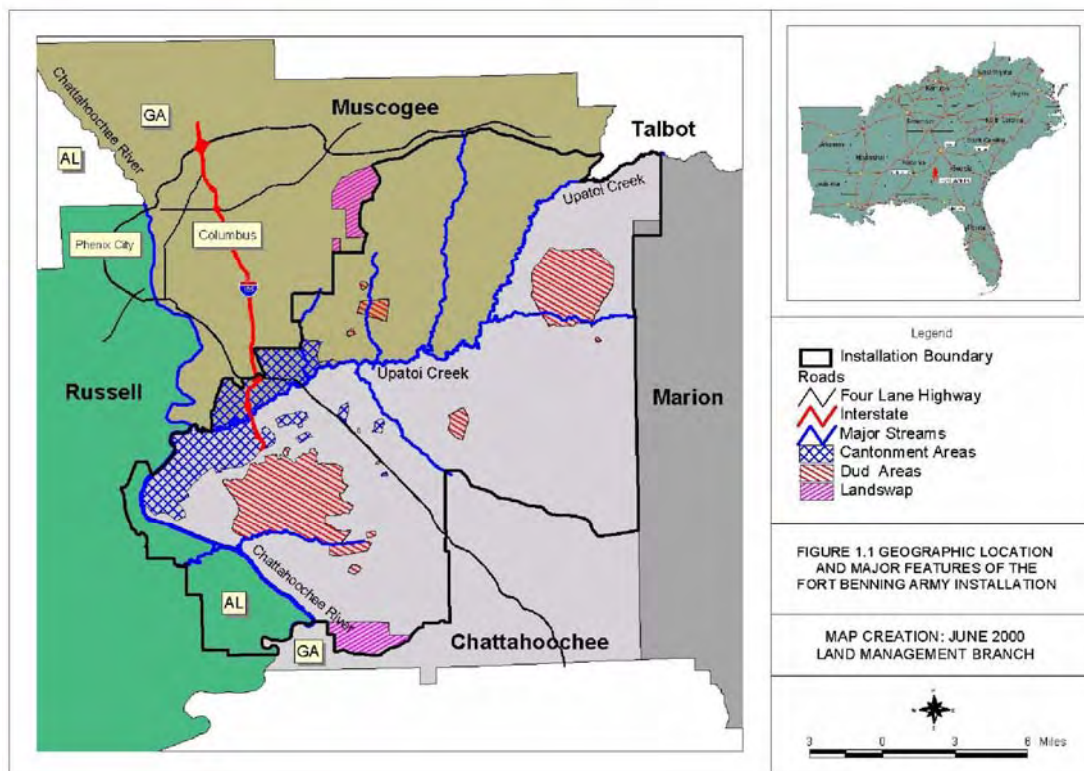 Chattahoochee River
GA
Muscogee
Talbot
AL
Upatoi Creek
Phenix City
Columbus
Upatoi Creek
Russell
Marion
Chattahoochee River
AL
GA
Chattahoochee
Florida
Legend
Installation Boundary
Roads
Four Lane Highway
Interstate
Major Streams
Cantonment Areas
Dud Areas
Landswap
FIGURE 1.1 GEOGRAPHIC LOCATION
AND MAJOR FEATURES OF THE
FORT BENNING ARMY INSTALLATION
MAP CREATION: JUNE 2000
LAND MANAGEMENT BRANCH
3 0 3 6 Miles